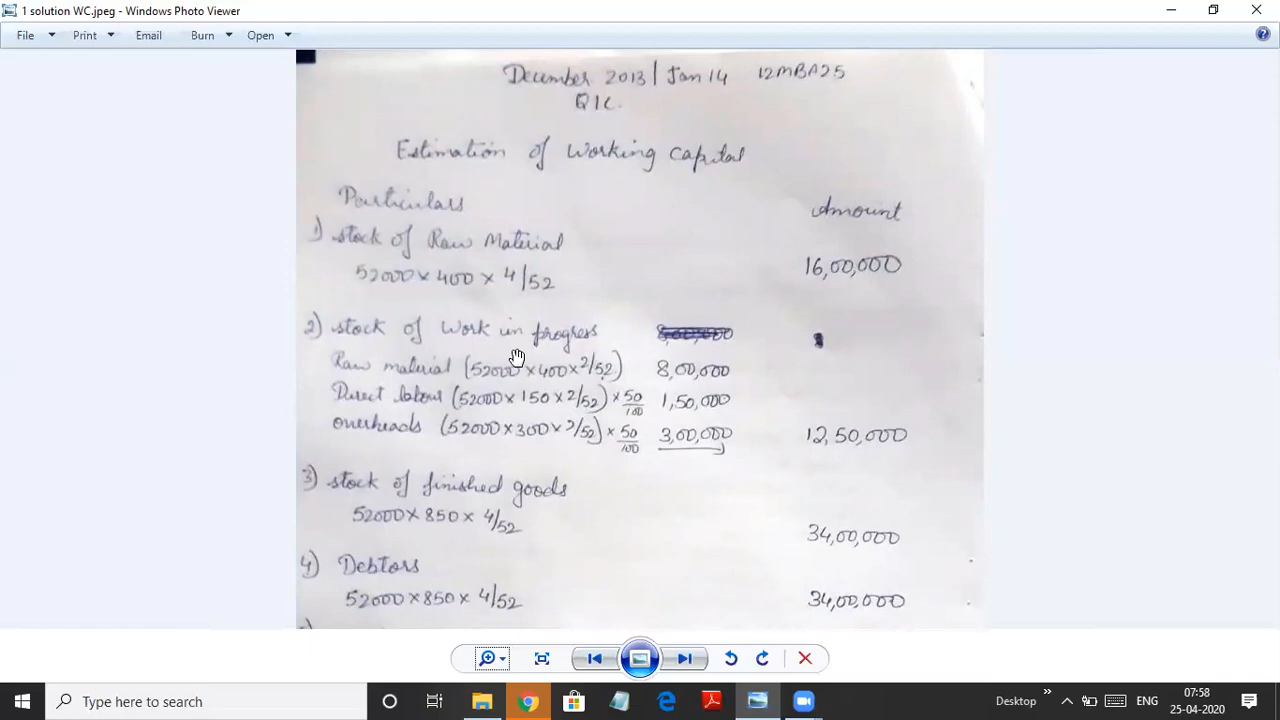 1 solution WC.jpeg - Windows Photo Viewer
File Print Email Burn Open
December 2013 | Jan 14 12MBA25
Q1C.
Estimation of Working Capital
Particulars Amount
1) stock of Raw Material
52000 × 400 × 4/52 16,00,000
2) stock of Work in progress
Raw material (52000 × 400 × 2/52) 8,00,000
Direct labour (52000 × 150 × 2/52) × 50/100 1,50,000
overheads (52000 × 300 × 2/52) × 50/100 3,00,000 12,50,000
3) stock of finished goods
52000 × 850 × 4/52 34,00,000
4) Debtors
52000 × 850 × 4/52 34,00,000
Type here to search
Desktop
ENG
07:58
25-04-2020